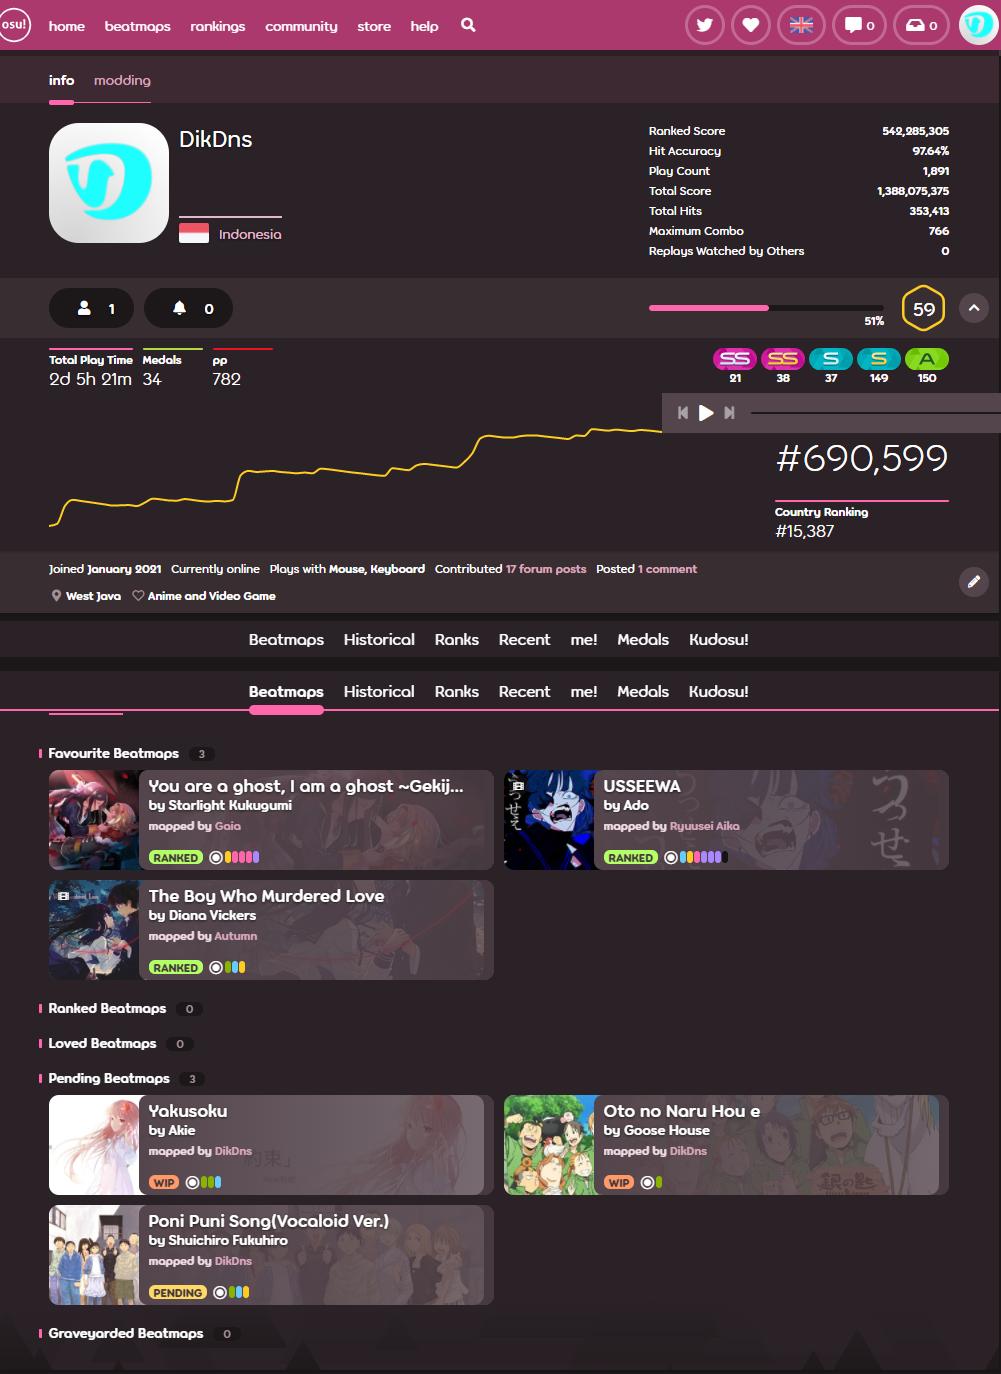 osu! home beatmaps rankings community store help 0 0
info modding
DikDns
Indonesia
Ranked Score 542,285,305
Hit Accuracy 97.64%
Play Count 1,891
Total Score 1,388,075,375
Total Hits 353,413
Maximum Combo 766
Replays Watched by Others 0
1 0
51%
59
Total Play Time Medals pp
2d 5h 21m 34 782
SS SS S S A
21 38 37 149 150
#690,599
Country Ranking
#15,387
Joined January 2021 Currently online Plays with Mouse, Keyboard Contributed 17 forum posts Posted 1 comment
West Java Anime and Video Game
Beatmaps Historical Ranks Recent me! Medals Kudosu!
Beatmaps Historical Ranks Recent me! Medals Kudosu!
Favourite Beatmaps 3
You are a ghost, I am a ghost ~Gekij...
by Starlight Kukugumi
mapped by Gaia
RANKED
USSEEWA
by Ado
mapped by Ryuusei Aika
RANKED
うっせぇ
The Boy Who Murdered Love
by Diana Vickers
mapped by Autumn
RANKED
Ranked Beatmaps 0
Loved Beatmaps 0
Pending Beatmaps 3
Yakusoku
by Akie
mapped by DikDns
約束」
WIP
Oto no Naru Hou e
by Goose House
mapped by DikDns
WIP
銀の匙
Poni Puni Song(Vocaloid Ver.)
by Shuichiro Fukuhiro
mapped by DikDns
PENDING
Graveyarded Beatmaps 0